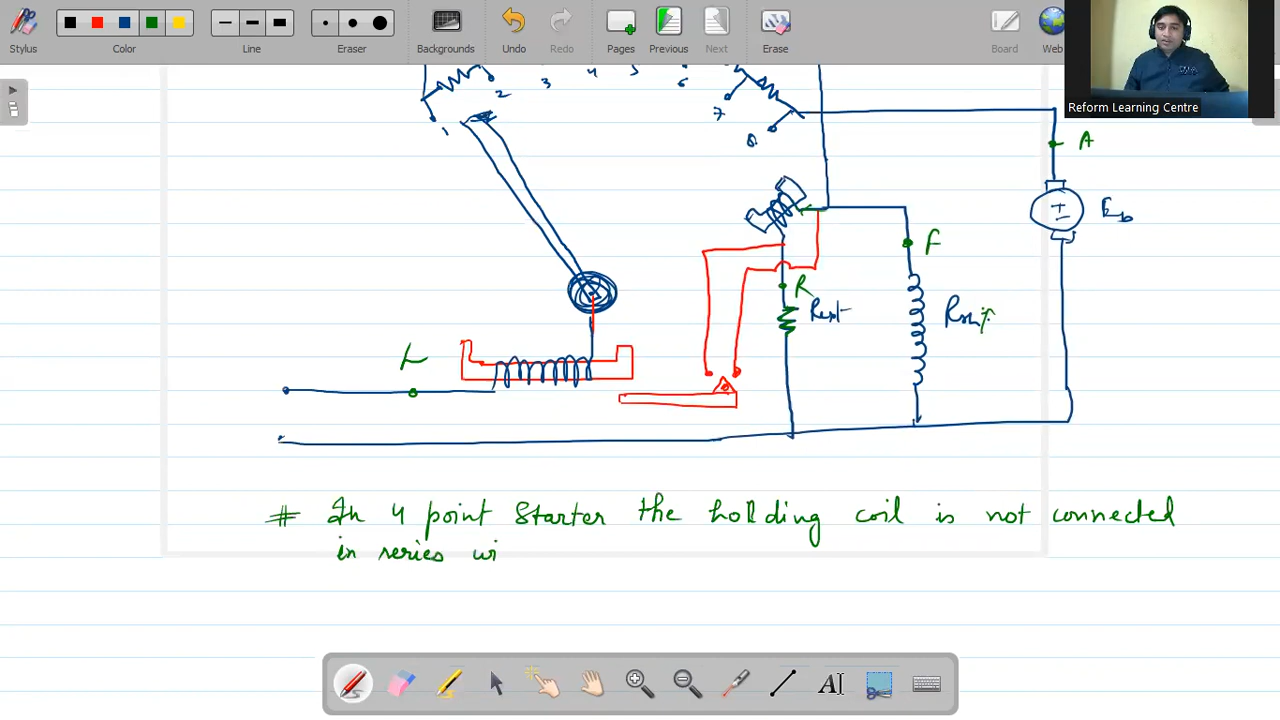 Stylus
Color
Line
Eraser
Backgrounds
Undo
Redo
Pages
Previous
Next
Erase
Board
Web
Reform Learning Centre
1
2
3
4
5
6
7
8
A
Eb
F
R
Rext
L
# In 4 point Starter the holding coil is not connected
in series wi